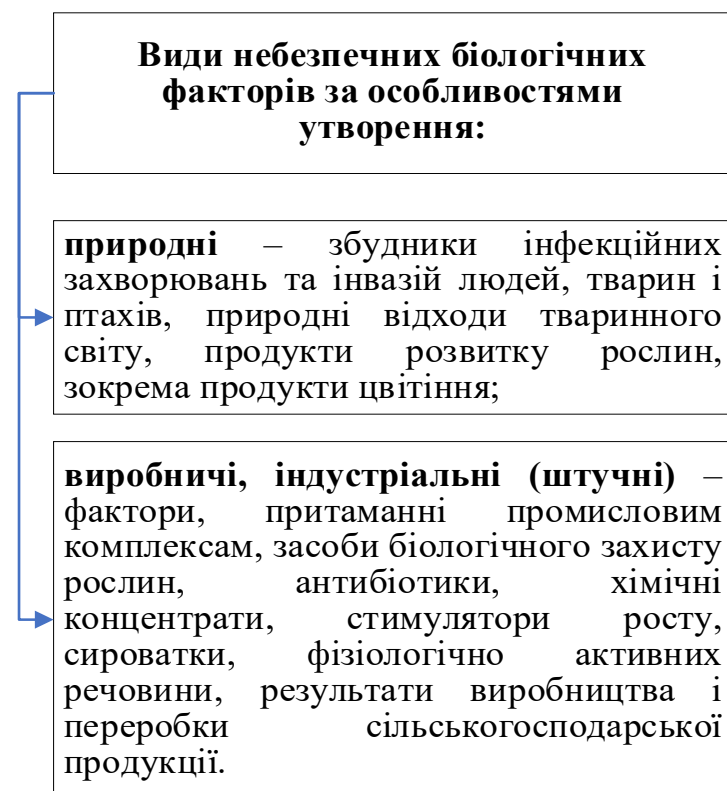 Види небезпечних біологічних
факторів за особливостями
утворення:
природні – збудники інфекційних
захворювань та інвазій людей, тварин і
птахів, природні відходи тваринного
світу, продукти розвитку рослин,
зокрема продукти цвітіння;
виробничі, індустріальні (штучні) –
фактори, притаманні промисловим
комплексам, засоби біологічного захисту
рослин, антибіотики, хімічні
концентрати, стимулятори росту,
сироватки, фізіологічно активних
речовини, результати виробництва і
переробки сільськогосподарської
продукції.